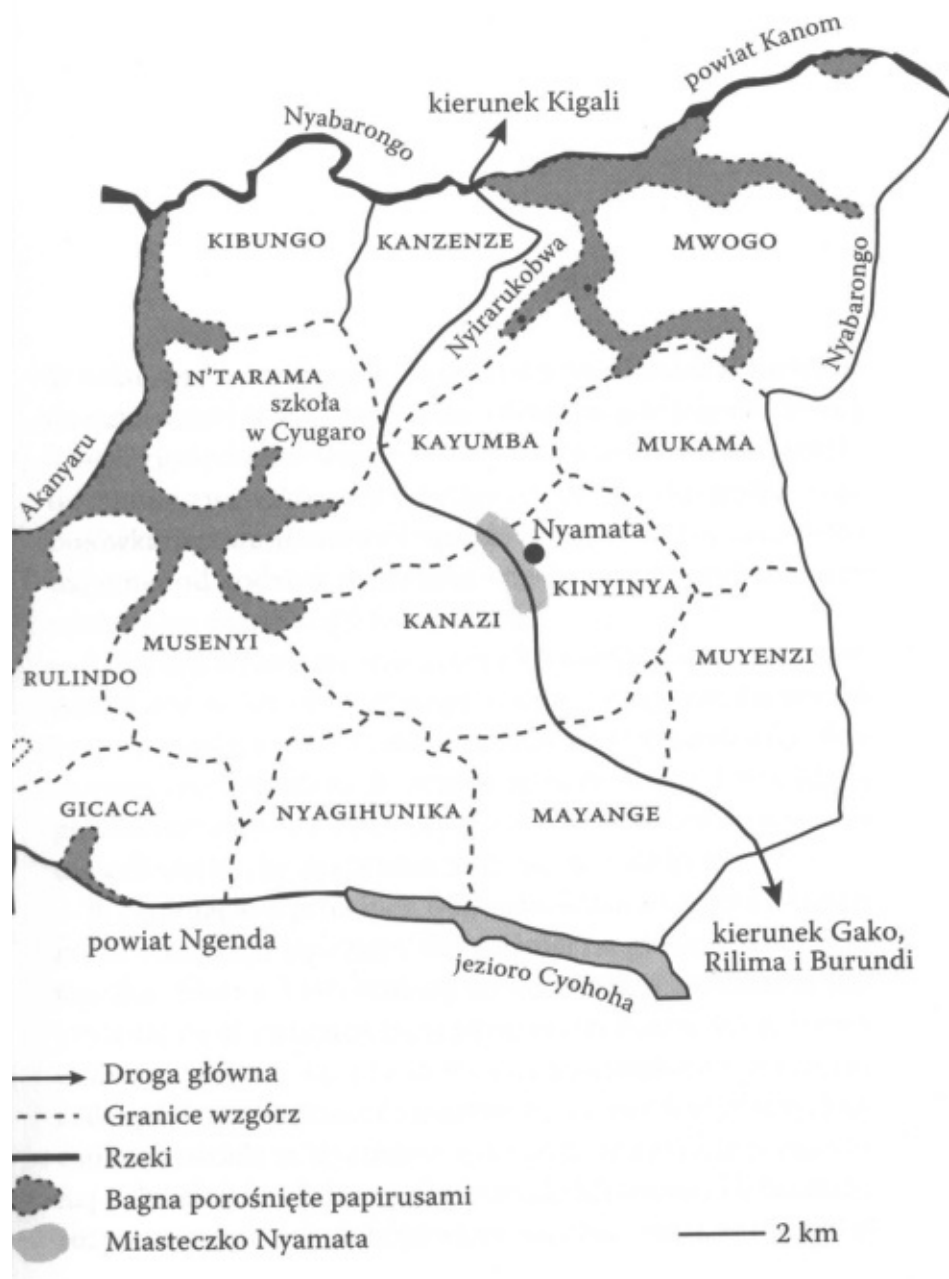 powiat Kanom
kierunek Kigali
Nyabarongo
KIBUNGO
KANZENZE
MWOGO
Nyirarukobwa
Nyabarongo
N'TARAMA
szkoła
w Cyugaro
KAYUMBA
MUKAMA
Akanyaru
Nyamata
KINYINYA
KANAZI
MUSENYI
MUYENZI
RULINDO
GICACA
NYAGIHUNIKA
MAYANGE
powiat Ngenda
jezioro Cyohoha
kierunek Gako,
Rilima i Burundi
Droga główna
Granice wzgórz
Rzeki
Bagna porośnięte papirusami
Miasteczko Nyamata
2 km